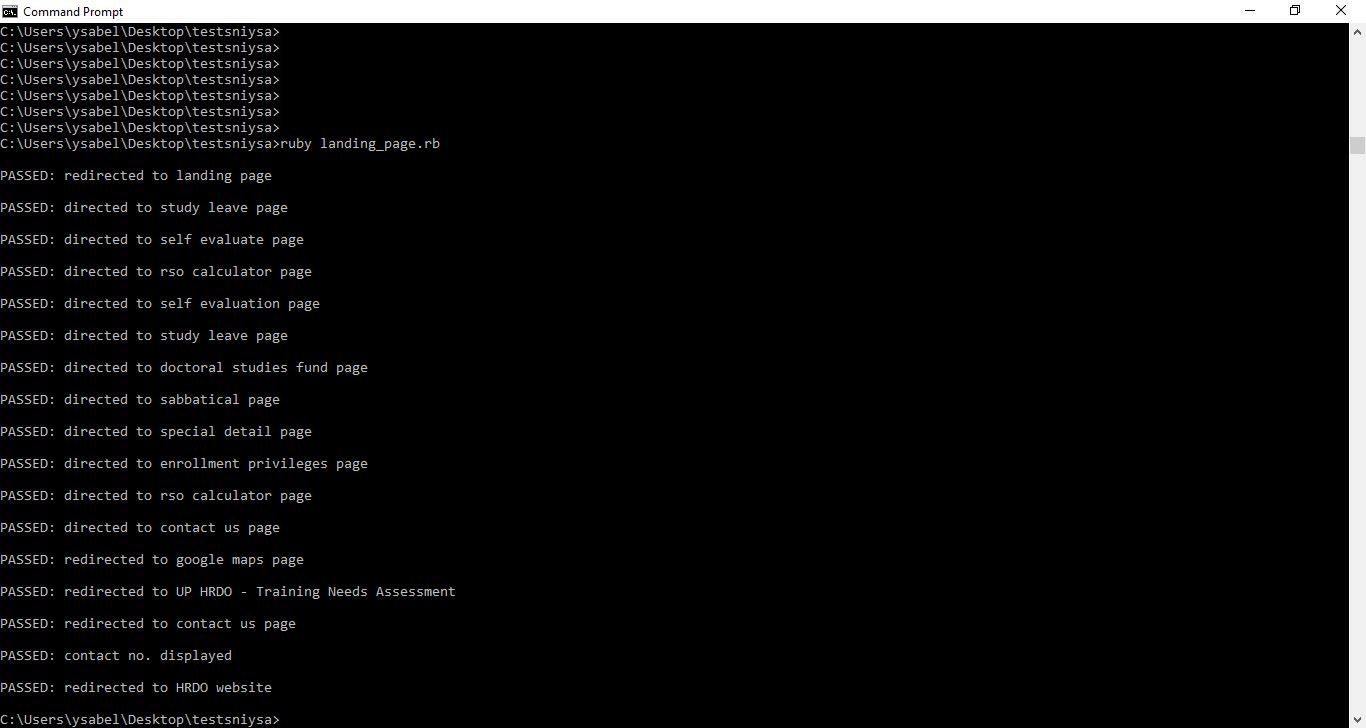 Command Prompt
C:\Users\ysabel\Desktop\testsniysa>
C:\Users\ysabel\Desktop\testsniysa>
C:\Users\ysabel\Desktop\testsniysa>
C:\Users\ysabel\Desktop\testsniysa>
C:\Users\ysabel\Desktop\testsniysa>
C:\Users\ysabel\Desktop\testsniysa>
C:\Users\ysabel\Desktop\testsniysa>
C:\Users\ysabel\Desktop\testsniysa>ruby landing_page.rb
PASSED: redirected to landing page
PASSED: directed to study leave page
PASSED: directed to self evaluate page
PASSED: directed to rso calculator page
PASSED: directed to self evaluation page
PASSED: directed to study leave page
PASSED: directed to doctoral studies fund page
PASSED: directed to sabbatical page
PASSED: directed to special detail page
PASSED: directed to enrollment privileges page
PASSED: directed to rso calculator page
PASSED: directed to contact us page
PASSED: redirected to google maps page
PASSED: redirected to UP HRDO - Training Needs Assessment
PASSED: redirected to contact us page
PASSED: contact no. displayed
PASSED: redirected to HRDO website
C:\Users\ysabel\Desktop\testsniysa>